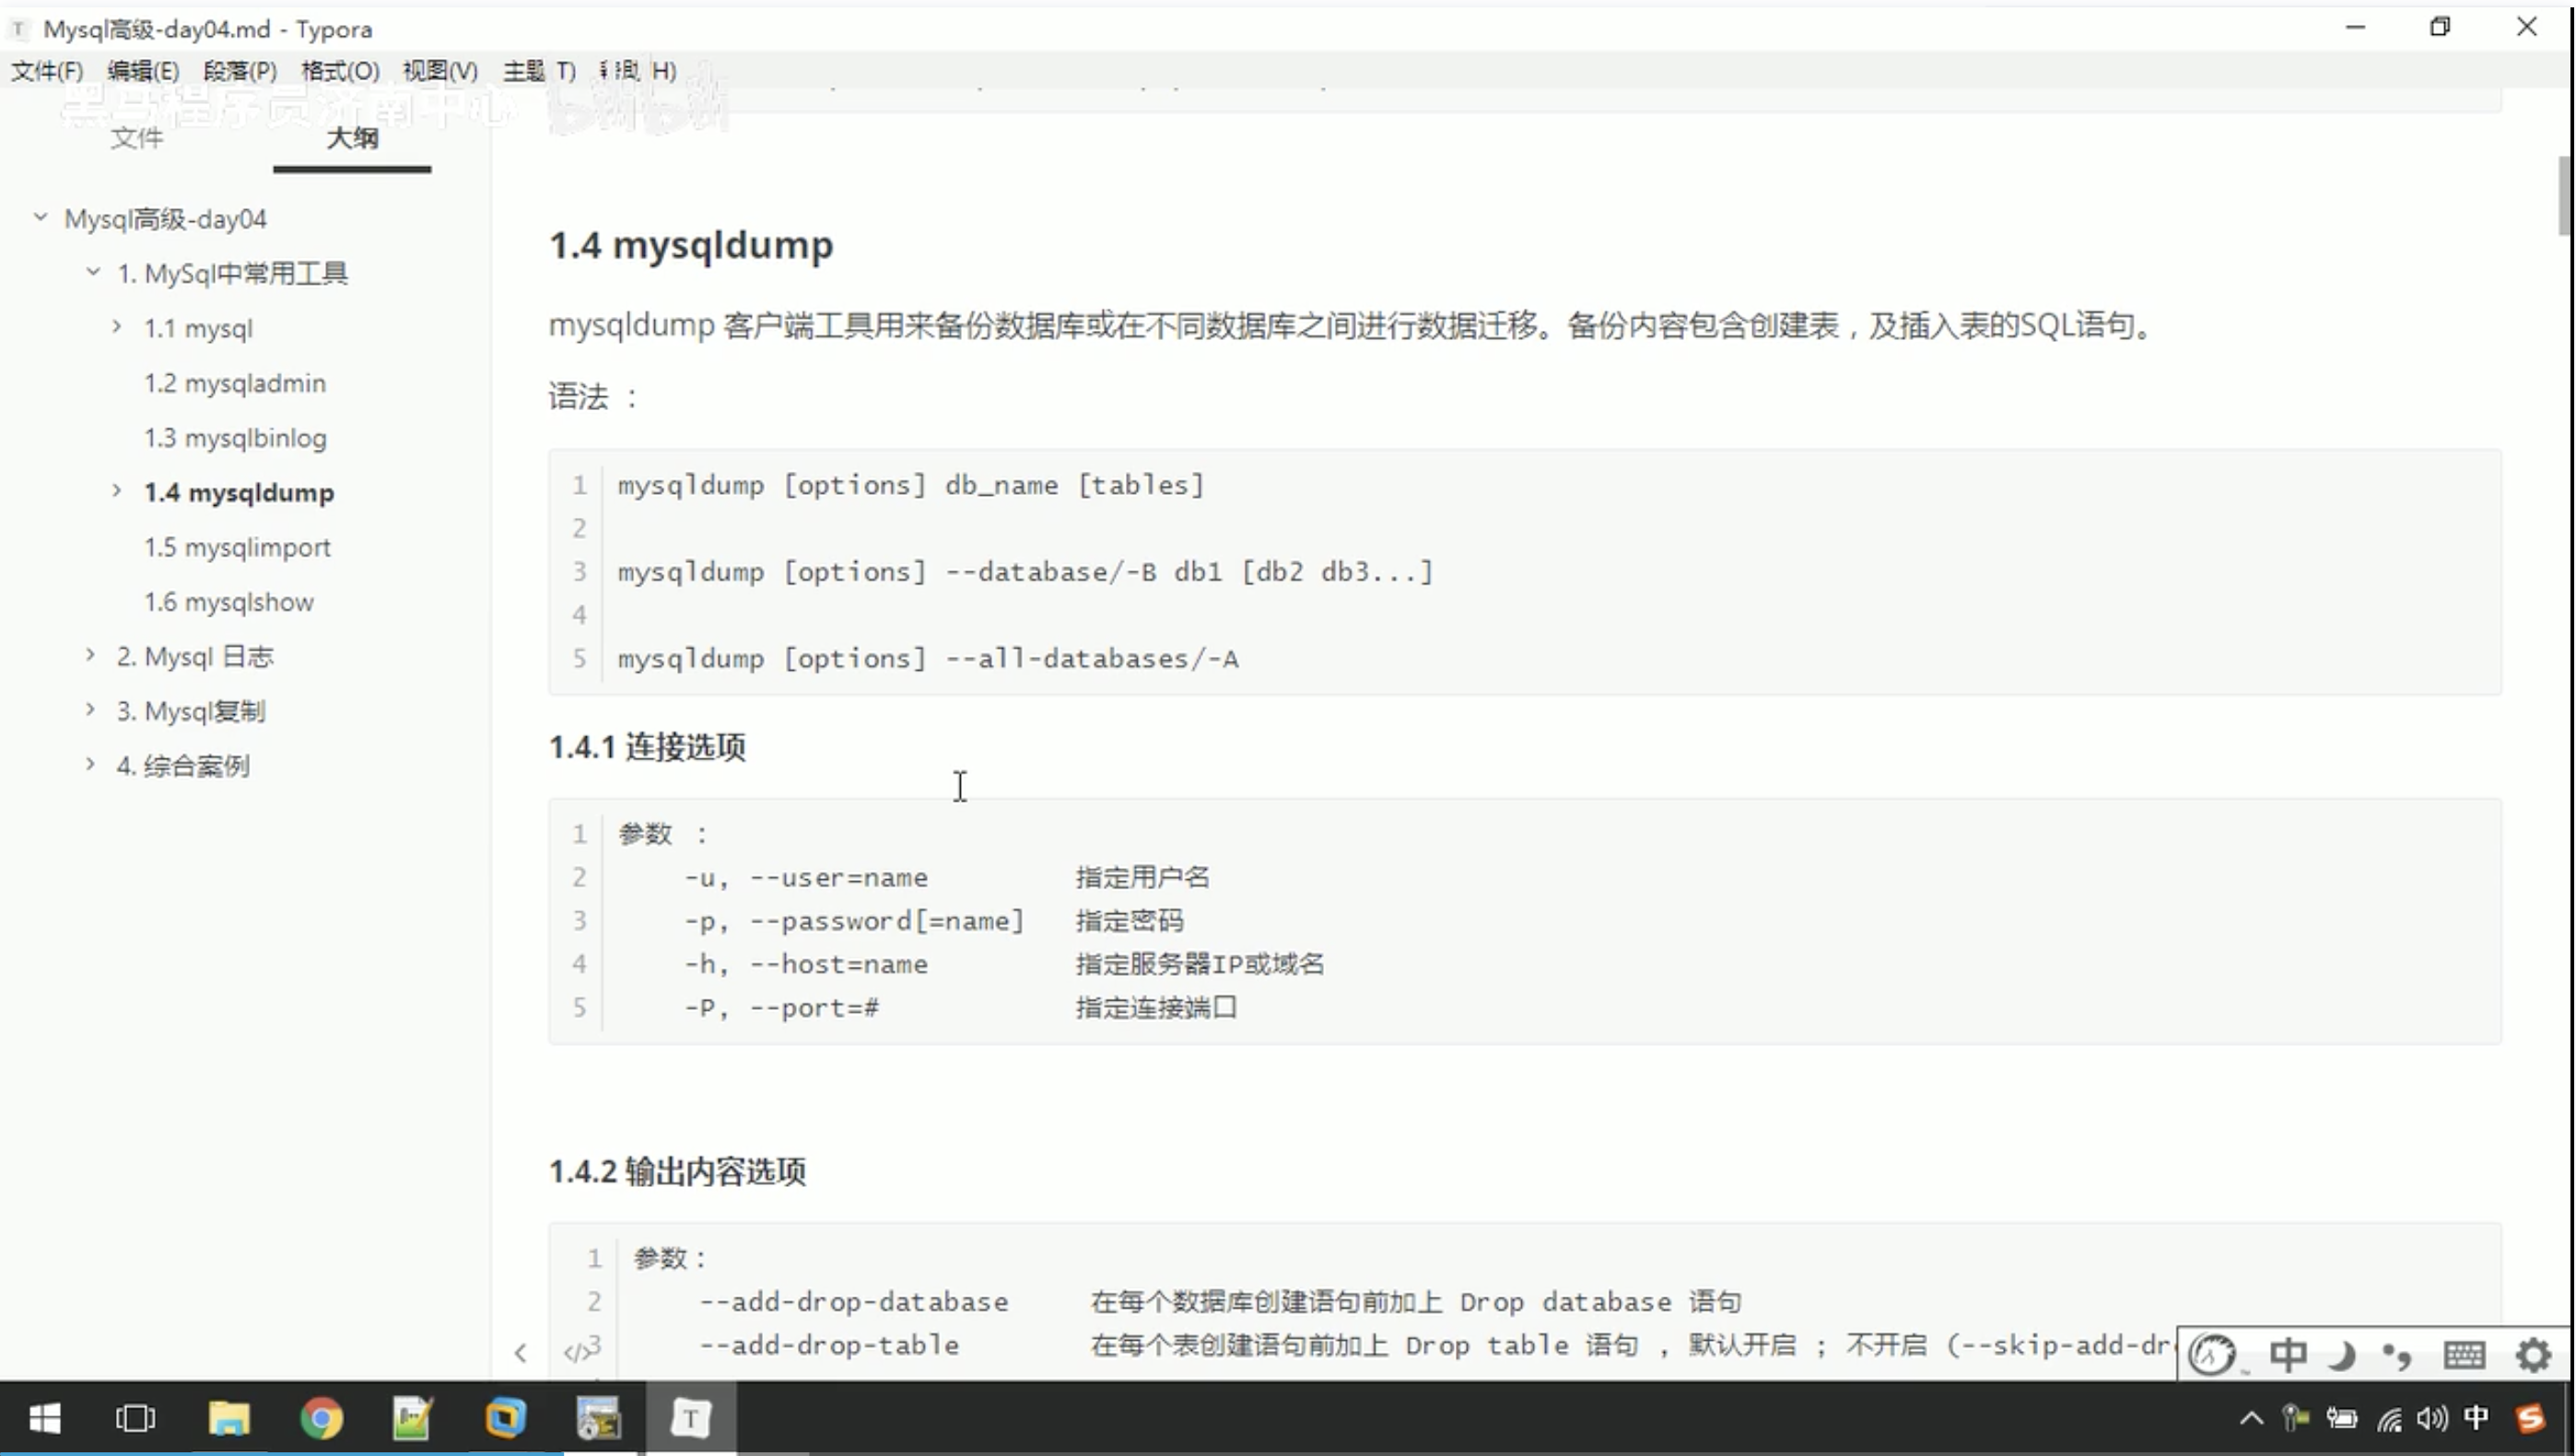 Mysql高级-day04.md - Typora
文件(F) 编辑(E) 段落(P) 格式(O) 视图(V) 主题 T) H)
黑马程序员济南中心 bilibili
文件 大纲
Mysql高级-day04
1. MySql中常用工具
1.1 mysql
1.2 mysqladmin
1.3 mysqlbinlog
1.4 mysqldump
1.5 mysqlimport
1.6 mysqlshow
2. Mysql 日志
3. Mysql复制
4. 综合案例
1.4 mysqldump
mysqldump 客户端工具用来备份数据库或在不同数据库之间进行数据迁移。备份内容包含创建表，及插入表的SQL语句。
语法 ：
1 mysqldump [options] db_name [tables]
2
3 mysqldump [options] --database/-B db1 [db2 db3...]
4
5 mysqldump [options] --all-databases/-A
1.4.1 连接选项
1 参数 ：
2 -u, --user=name 指定用户名
3 -p, --password[=name] 指定密码
4 -h, --host=name 指定服务器IP或域名
5 -P, --port=# 指定连接端口
1.4.2 输出内容选项
1 参数：
2 --add-drop-database 在每个数据库创建语句前加上 Drop database 语句
3 --add-drop-table 在每个表创建语句前加上 Drop table 语句 , 默认开启 ; 不开启 (--skip-add-dr
中
中